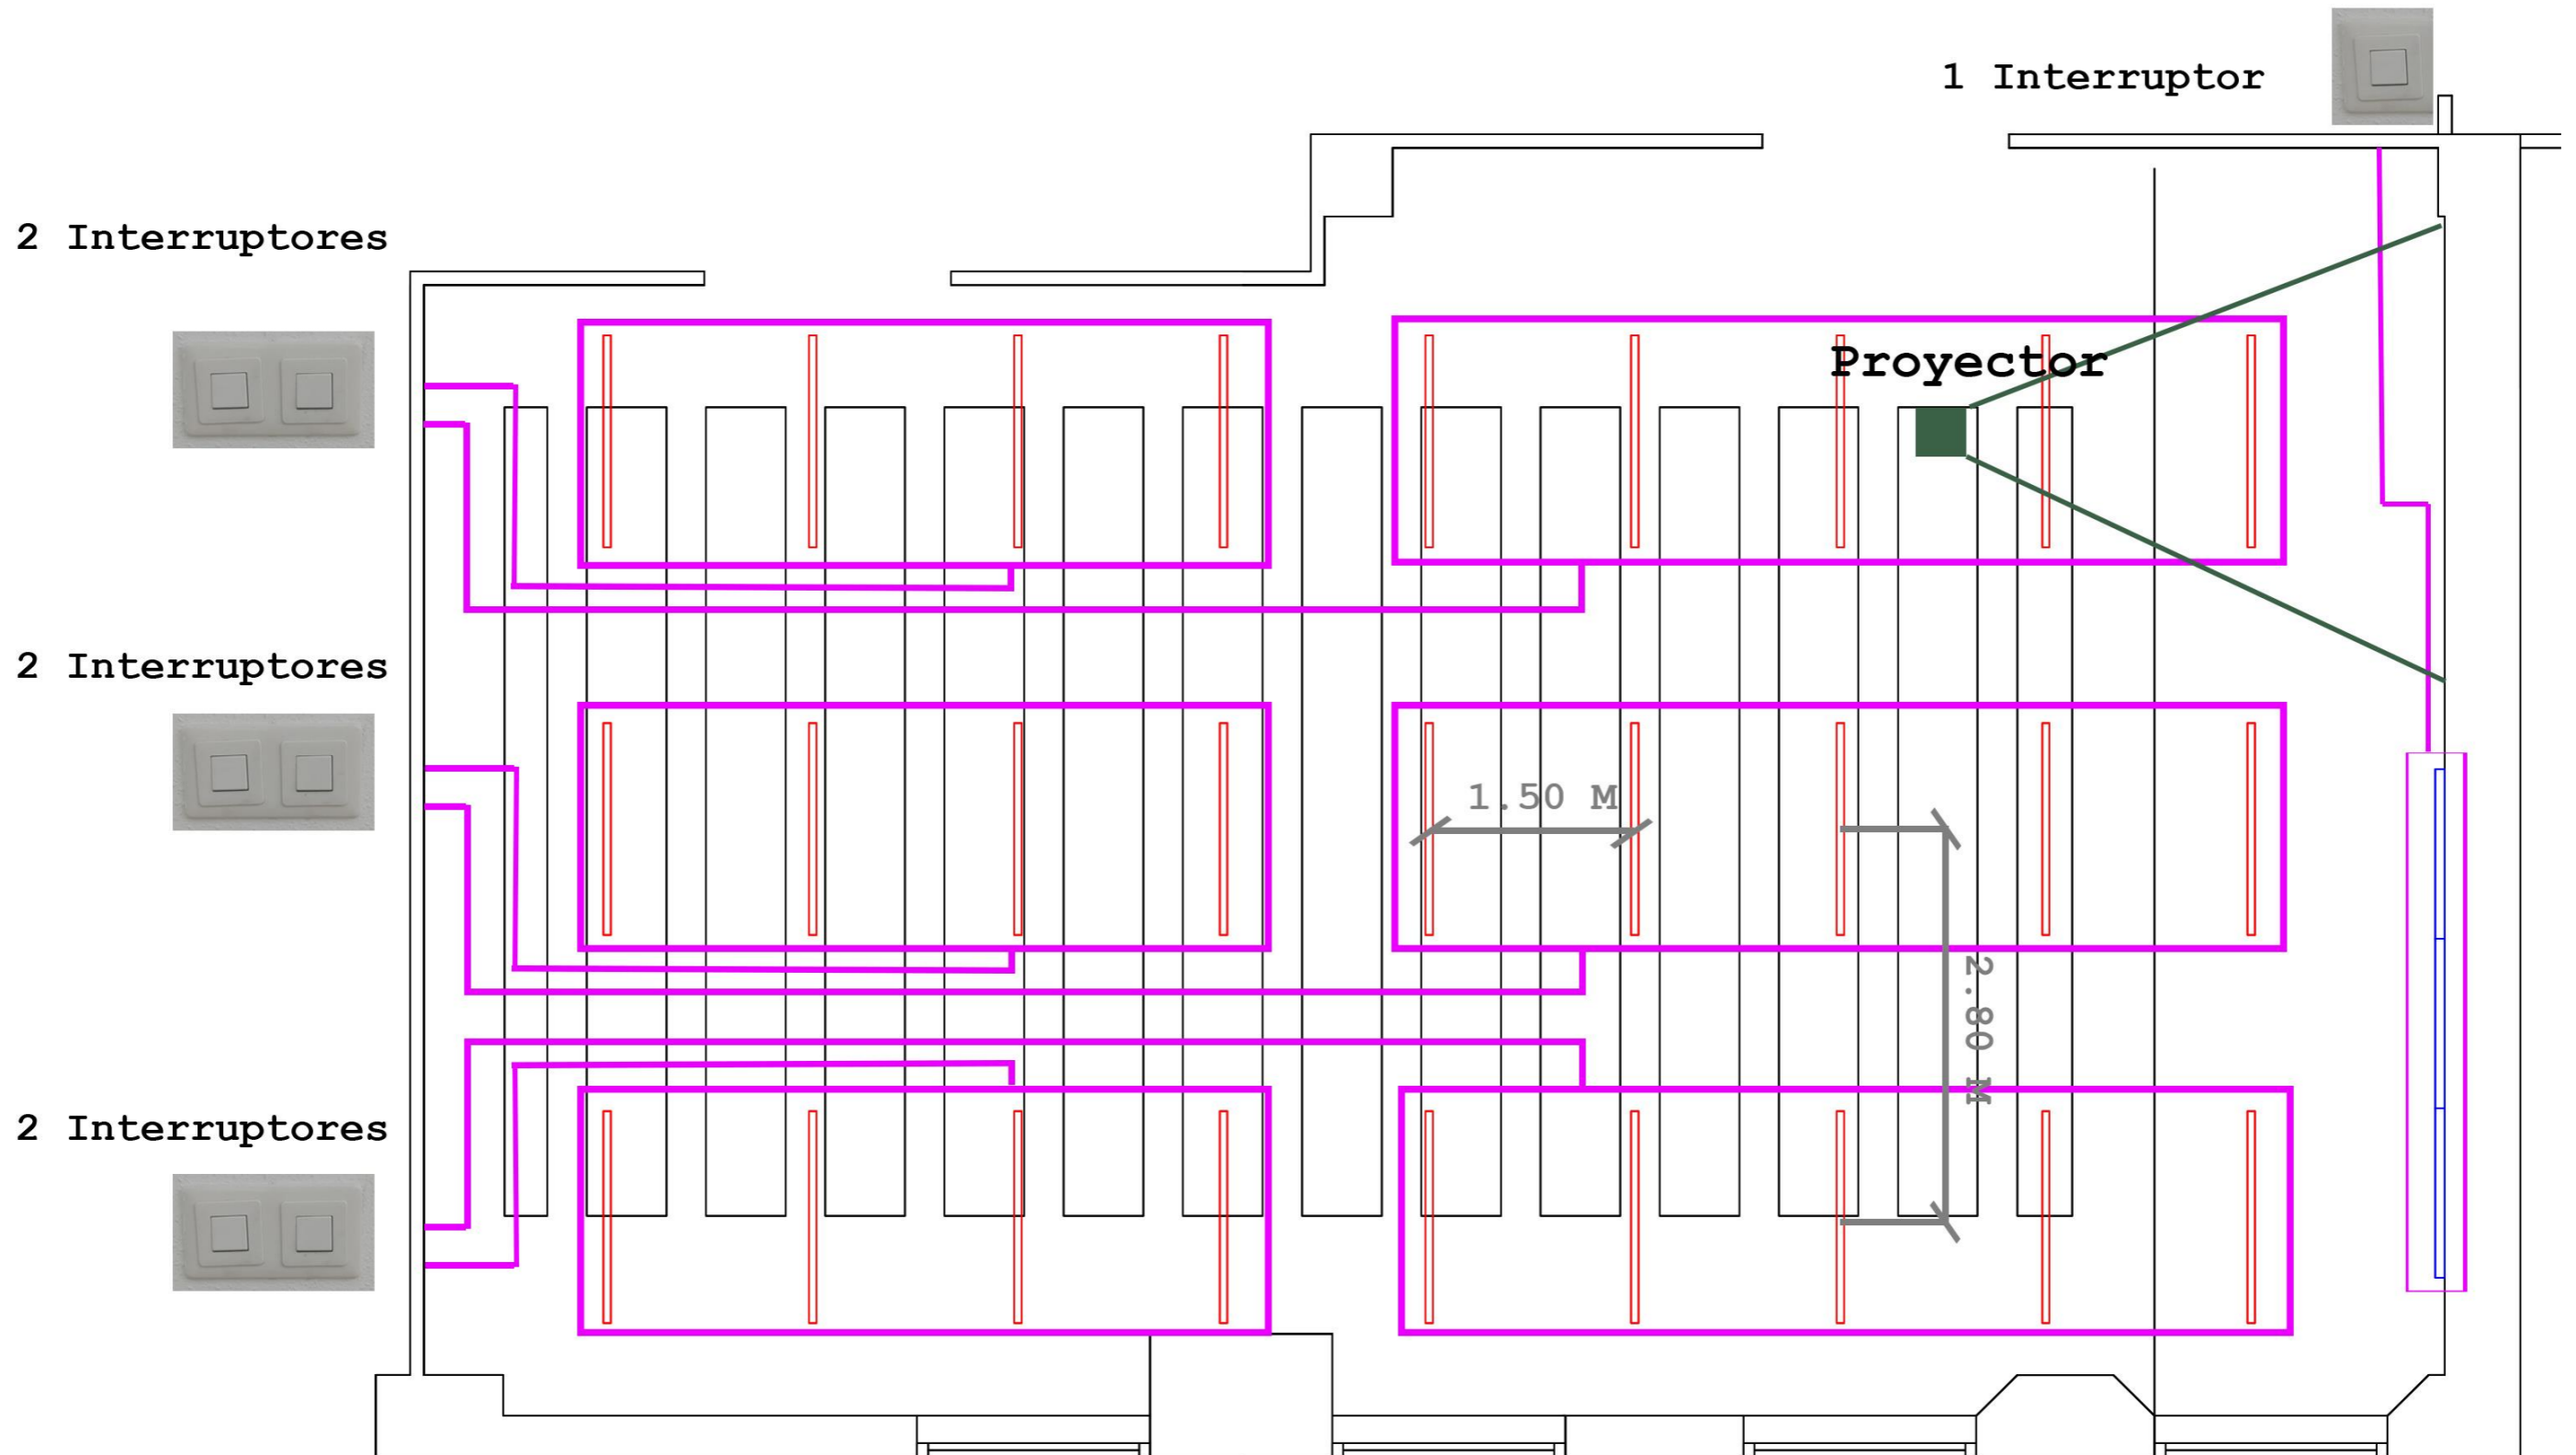 1 Interruptor
2 Interruptores
Proyector
2 Interruptores
1.50 M
2.80 M
2 Interruptores